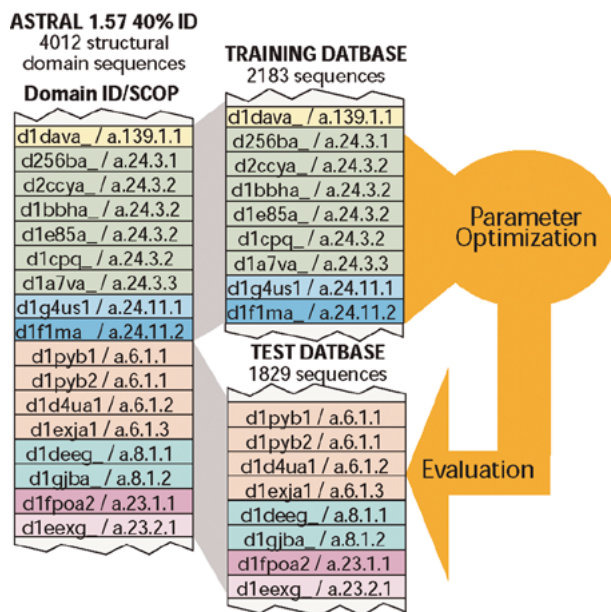 ASTRAL 1.57 40% ID
4012 structural
domain sequences
Domain ID/SCOP
d1dava_ / a.139.1.1
d256ba_ / a.24.3.1
d2ccya_ / a.24.3.2
d1bbha_ / a.24.3.2
d1e85a_ / a.24.3.2
d1cpq_ / a.24.3.2
d1a7va_ / a.24.3.3
d1g4us1 / a.24.11.1
d1f1ma_ / a.24.11.2
d1pyb1 / a.6.1.1
d1pyb2 / a.6.1.1
d1d4ua1 / a.6.1.2
d1exja1 / a.6.1.3
d1deeg_ / a.8.1.1
d1gjba_ / a.8.1.2
d1fpoa2 / a.23.1.1
d1eexg_ / a.23.2.1
TRAINING DATBASE
2183 sequences
d1dava_ / a.139.1.1
d256ba_ / a.24.3.1
d2ccya_ / a.24.3.2
d1bbha_ / a.24.3.2
d1e85a_ / a.24.3.2
d1cpq_ / a.24.3.2
d1a7va_ / a.24.3.3
d1g4us1 / a.24.11.1
d1f1ma_ / a.24.11.2
TEST DATBASE
1829 sequences
d1pyb1 / a.6.1.1
d1pyb2 / a.6.1.1
d1d4ua1 / a.6.1.2
d1exja1 / a.6.1.3
d1deeg_ / a.8.1.1
d1gjba_ / a.8.1.2
d1fpoa2 / a.23.1.1
d1eexg_ / a.23.2.1
Parameter
Optimization
Evaluation